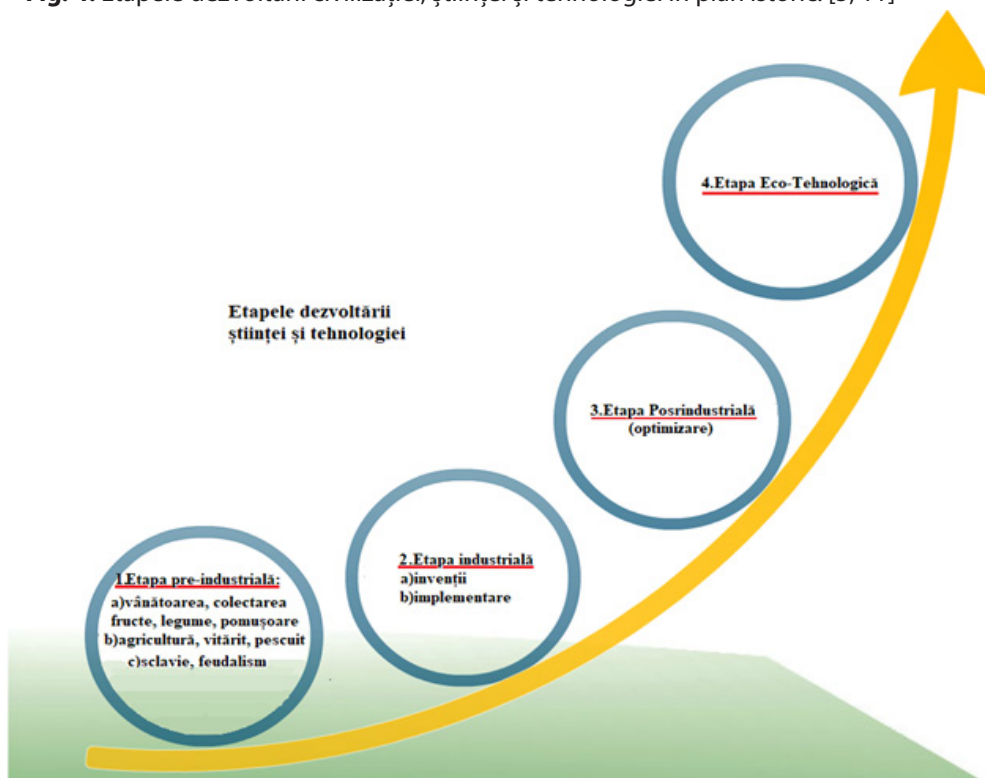 Etapele dezvoltării
științei și tehnologiei
4.Etapa Eco-Tehnologică
3.Etapa Posrindustrială
(optimizare)
2.Etapa industrială
a)invenții
b)implementare
1.Etapa pre-industrială:
a)vânătoarea, colectarea
fructe, legume, pomușoare
b)agricultură, vitărit, pescuit
c)sclavie, feudalism